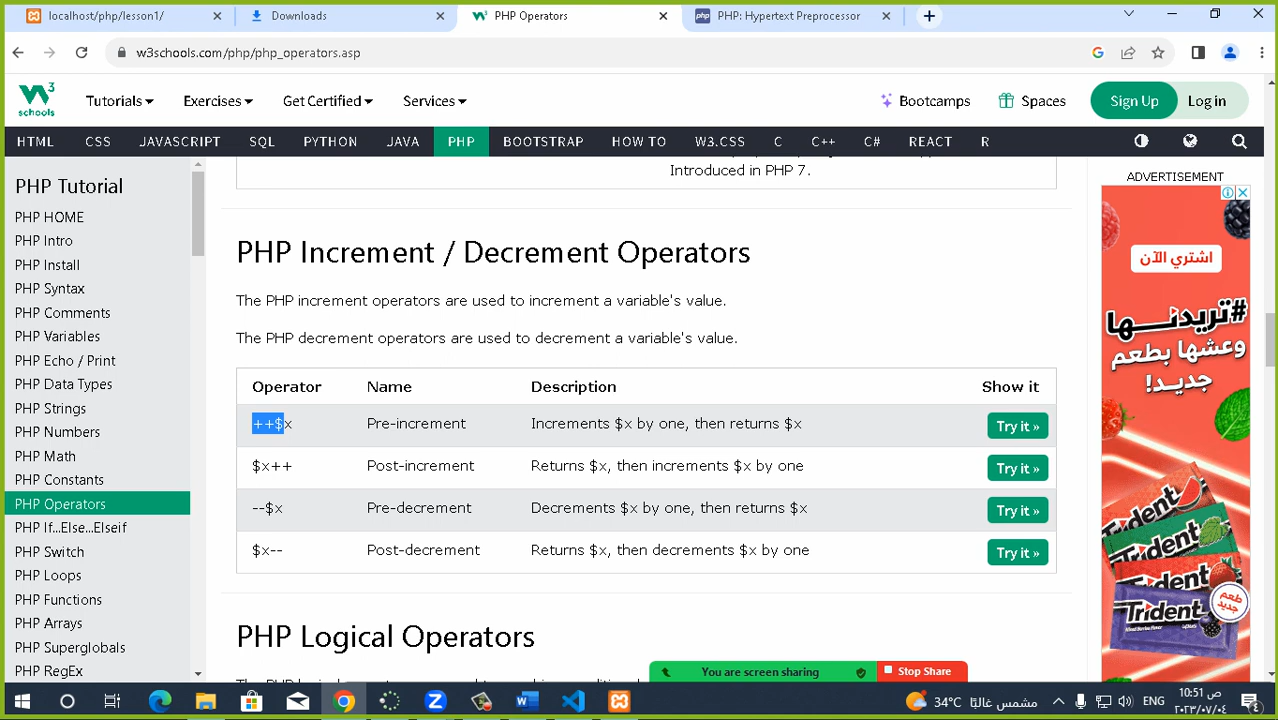 localhost/php/lesson1/
Downloads
PHP Operators
PHP: Hypertext Preprocessor
w3schools.com/php/php_operators.asp
W3
schools
Tutorials
Exercises
Get Certified
Services
Bootcamps
Spaces
Sign Up
Log in
HTML CSS JAVASCRIPT SQL PYTHON JAVA PHP BOOTSTRAP HOW TO W3.CSS C C++ C# REACT R
PHP Tutorial
PHP HOME
PHP Intro
PHP Install
PHP Syntax
PHP Comments
PHP Variables
PHP Echo / Print
PHP Data Types
PHP Strings
PHP Numbers
PHP Math
PHP Constants
PHP Operators
PHP If...Else...Elseif
PHP Switch
PHP Loops
PHP Functions
PHP Arrays
PHP Superglobals
PHP RegEx
Introduced in PHP 7.
PHP Increment / Decrement Operators
The PHP increment operators are used to increment a variable's value.
The PHP decrement operators are used to decrement a variable's value.
Operator Name Description Show it
++$x Pre-increment Increments $x by one, then returns $x Try it »
$x++ Post-increment Returns $x, then increments $x by one Try it »
--$x Pre-decrement Decrements $x by one, then returns $x Try it »
$x-- Post-decrement Returns $x, then decrements $x by one Try it »
PHP Logical Operators
ADVERTISEMENT
اشتري الآن
#تريدنـــها
وعشها بطعم
جديـد!
Trident
Trident
Trident
Trident
طعم
جديد
You are screen sharing
Stop Share
34°C مشمس غالبًا
ENG
10:51 ص
٢٠٢٣/٠٧/٠٤